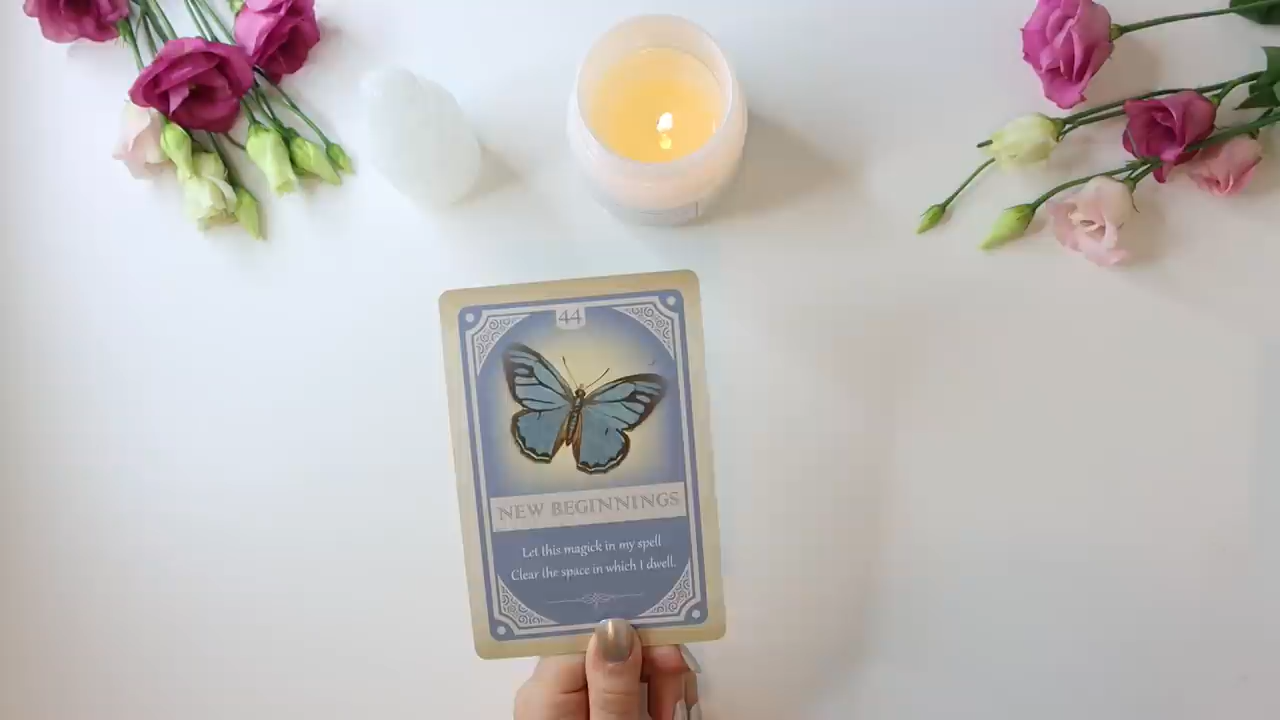 44
NEW BEGINNINGS
Let this magick in my spell
Clear the space in which I dwell.